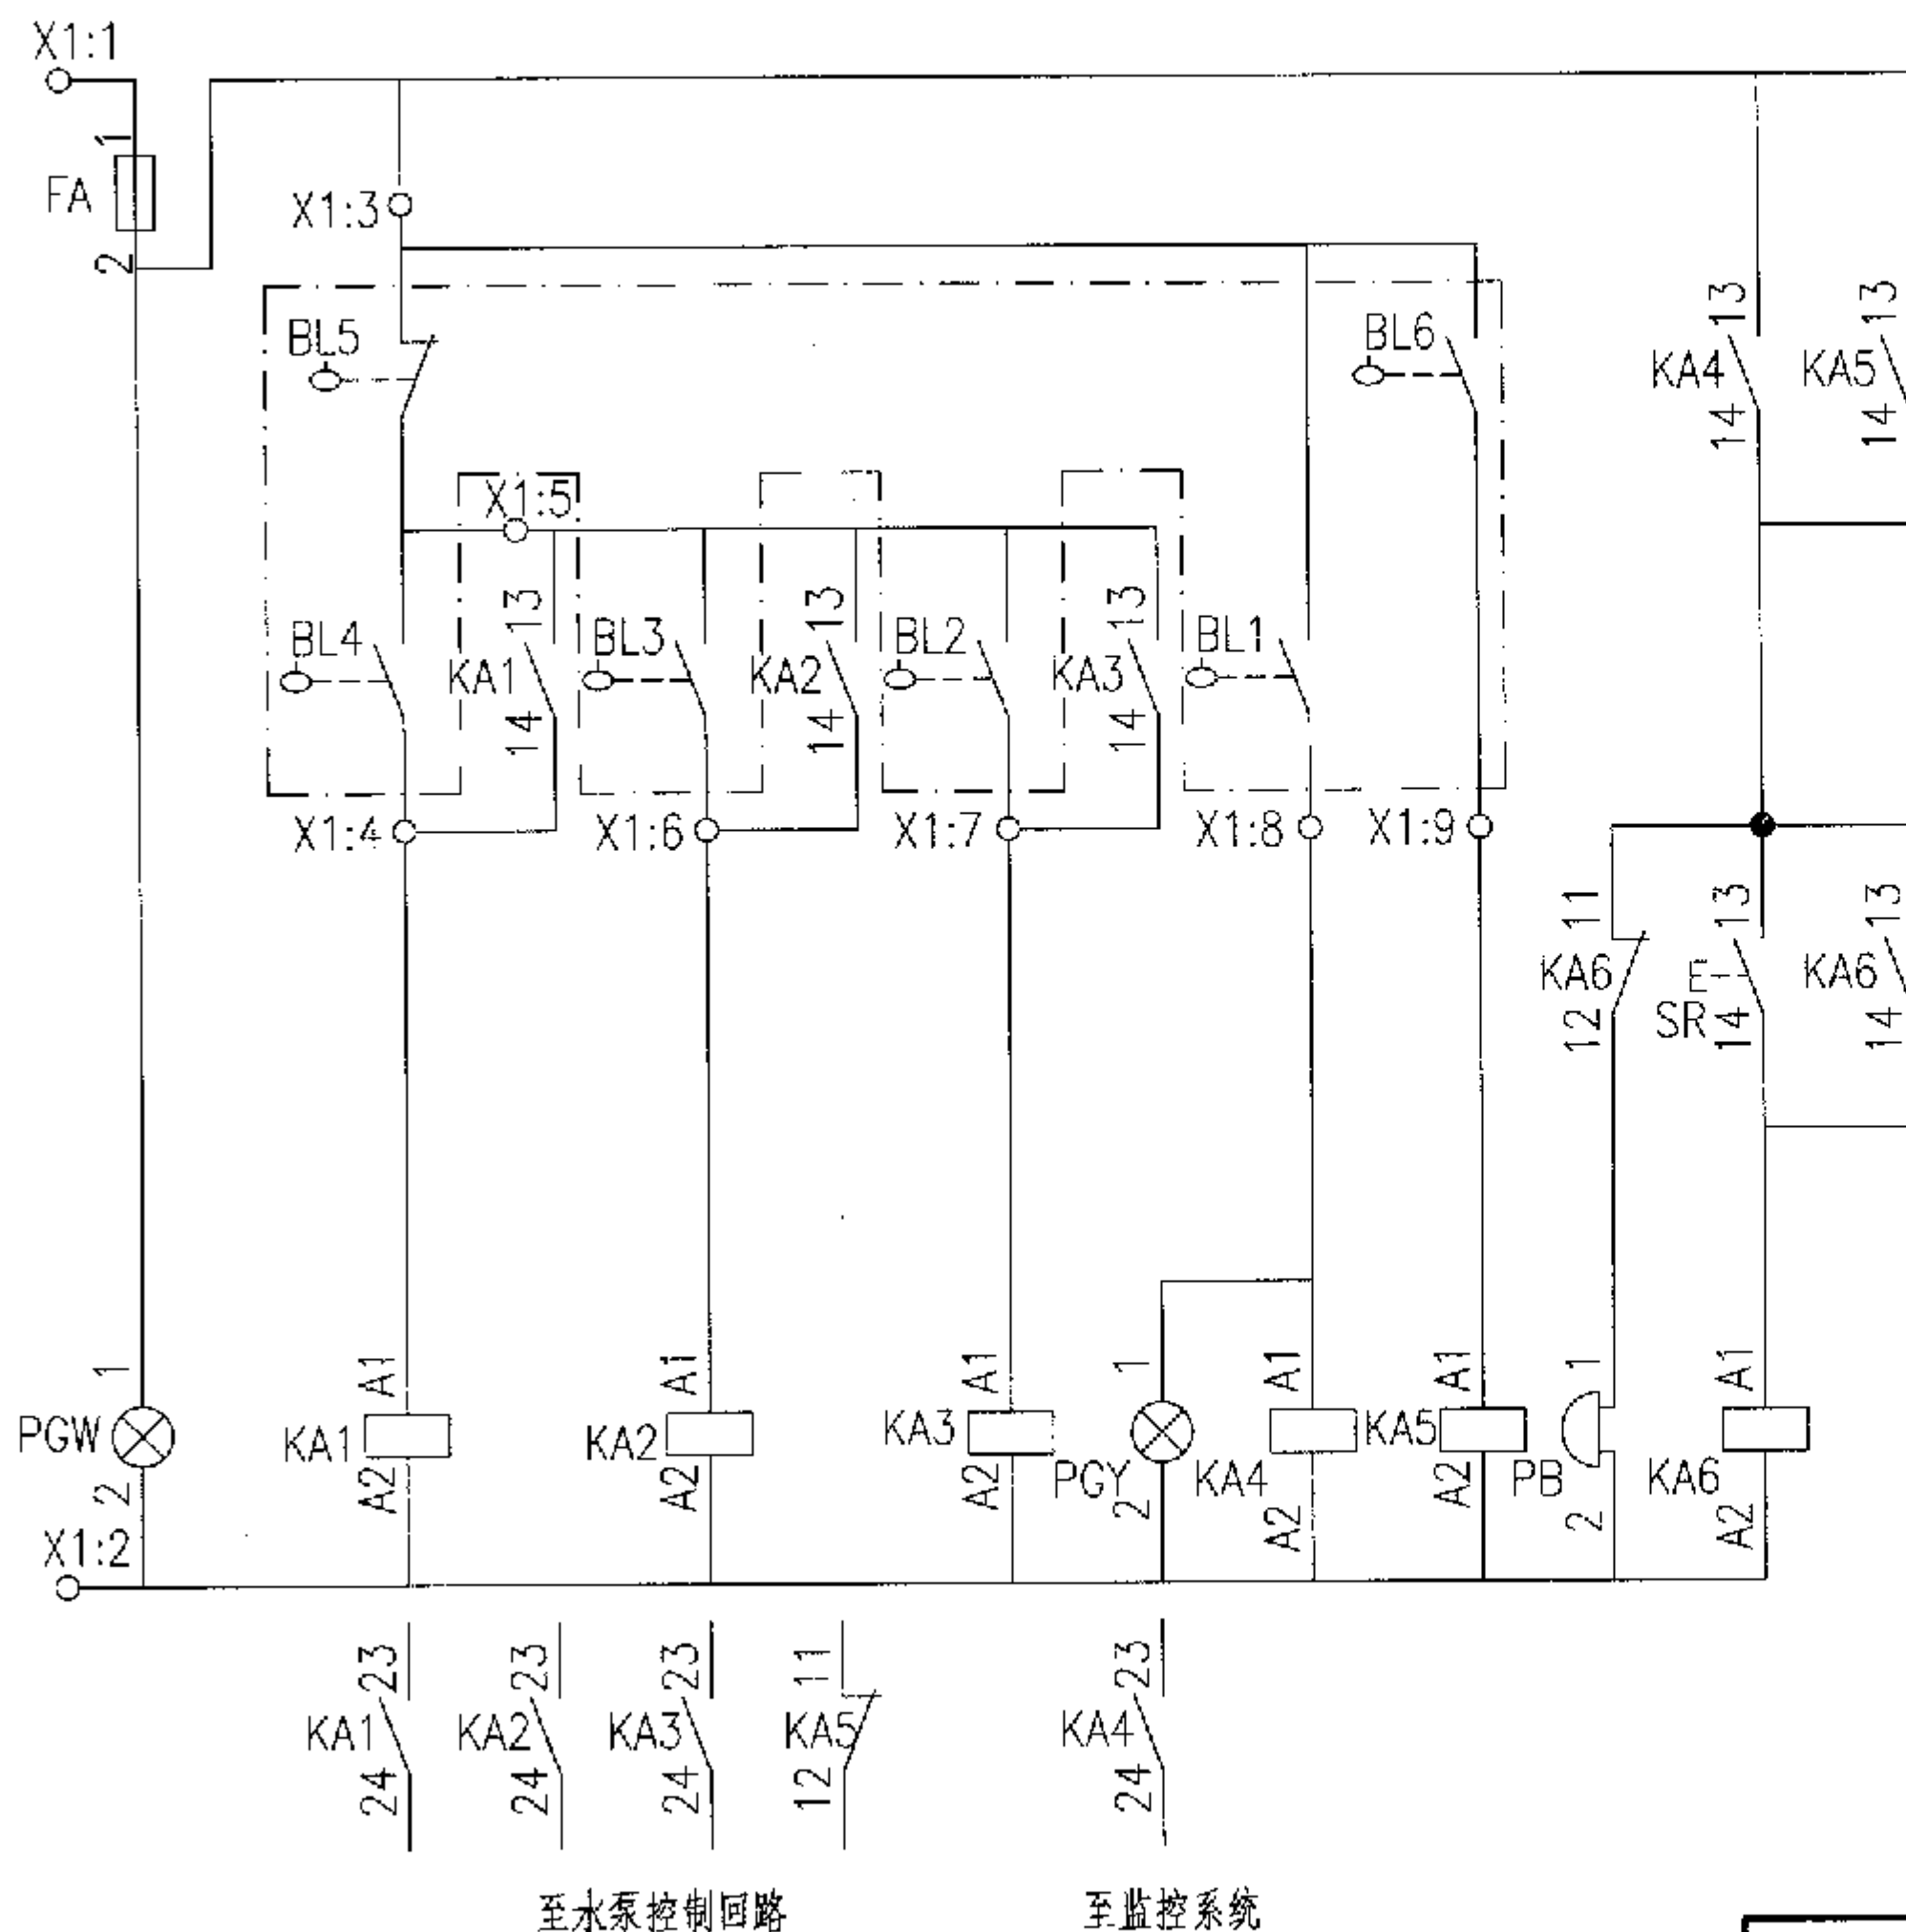 X1:1
1
FA
2
X1:3
BL5
BL6
13
KA4
14
13
KA5
14
X1:5
BL4
13
KA1
14
BL3
13
KA2
14
BL2
13
KA3
14
BL1
X1:4
X1:6
X1:7
X1:8
X1:9
11
KA6
12
13
E
SR
14
13
KA6
14
1
PGW
2
A1
KA1
A2
A1
KA2
A2
A1
KA3
A2
1
PGY
2
A1
KA4
A2
A1
KA5
A2
1
PB
2
A1
KA6
A2
X1:2
23
KA1
24
23
KA2
24
23
KA3
24
11
KA5
12
23
KA4
24
至水泵控制回路
至监控系统